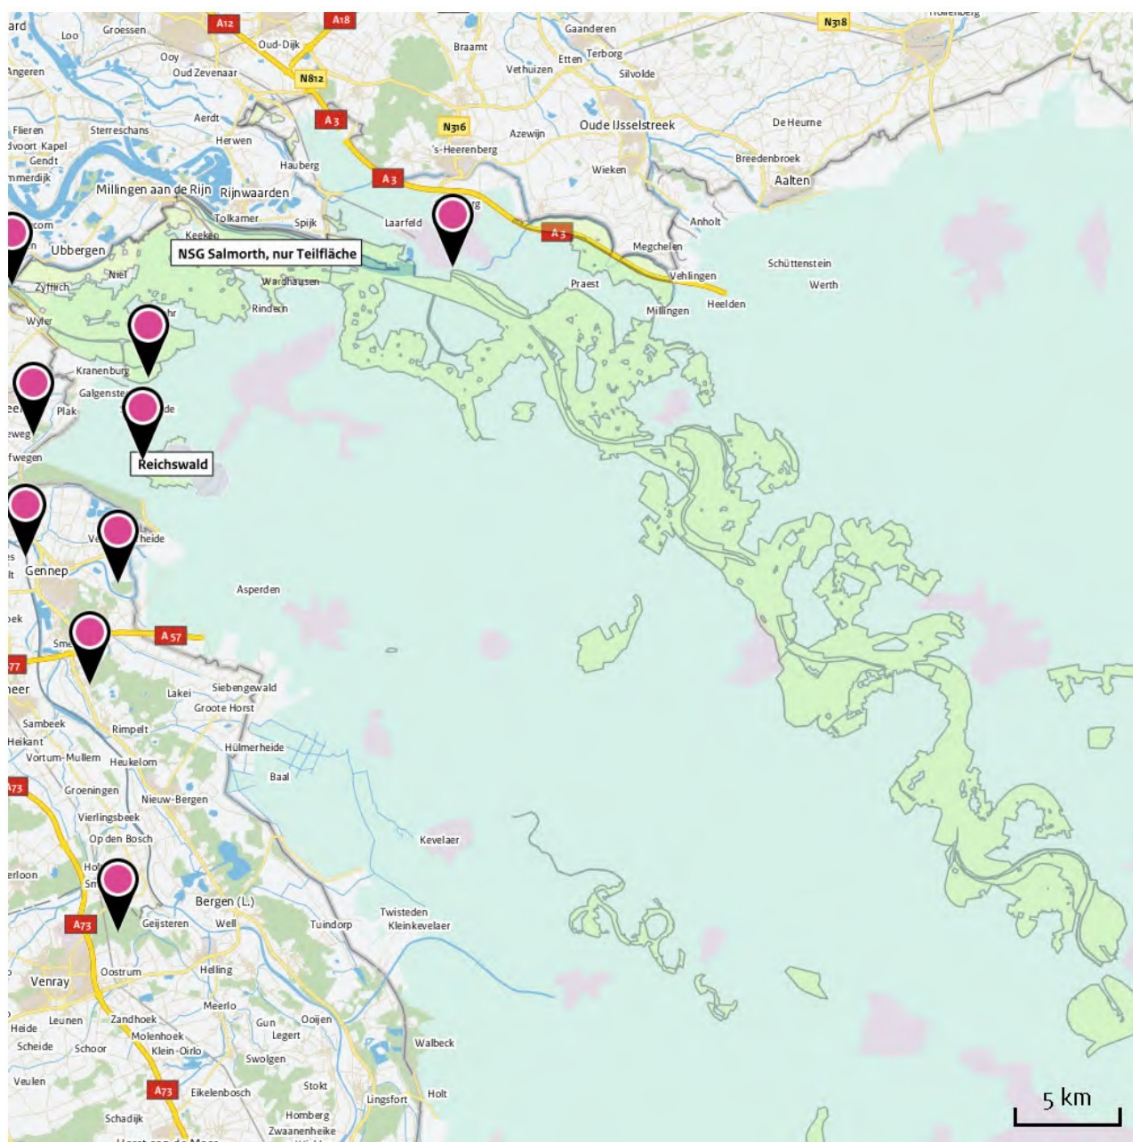 A12
A18
N318
Groessen
Loo
Gaanderen
Oud-Dijk
Braamt
Terborg
Etten
Ooy
Vethuizen
Silvolde
Angeren
Oud Zevenaar
N812
Aerdt
A3
N316
De Heurne
Flieren
Sterreschans
Azewijn
Oude IJsselstreek
Herwen
's-Heerenberg
Gendt
Hauberg
Breedenbroek
Wieken
A3
Aalten
Millingen aan de Rijn
Rijnwaarden
Tolkamer
Spijk
Laarfeld
Anholt
Keeken
A3
Megchelen
Ubbergen
NSG Salmorth, nur Teilfläche
Schüttenstein
Niel
Vehlingen
Zyfflich
Wardhausen
Praest
Werth
Rindern
Heelden
Millingen
Wyler
Kranenburg
Plak
Reichswald
Gennep
Asperden
A 57
Siebengewald
Lakei
Groote Horst
Sambeek
Rimpelt
Heikant
Hülmerheide
Vortum-Mullem
Heukelom
Baal
A73
Groeningen
Nieuw-Bergen
Vierlingsbeek
Op den Bosch
Kevelaer
Bergen (L.)
Twisteden
A73
Geijsteren
Well
Tuindorp
Kleinkevelaer
Oostrum
Helling
Venray
Meerlo
Leunen
Zandhoek
Gun
Ooijen
Heide
Molenhoek
Legert
Scheide
Schoor
Klein-Oirlo
Walbeck
Swolgen
Veulen
Stokt
A73
Eikelenbosch
Lingsfort
Holt
5 km
Schadijk
Homberg
Zwaanenheike